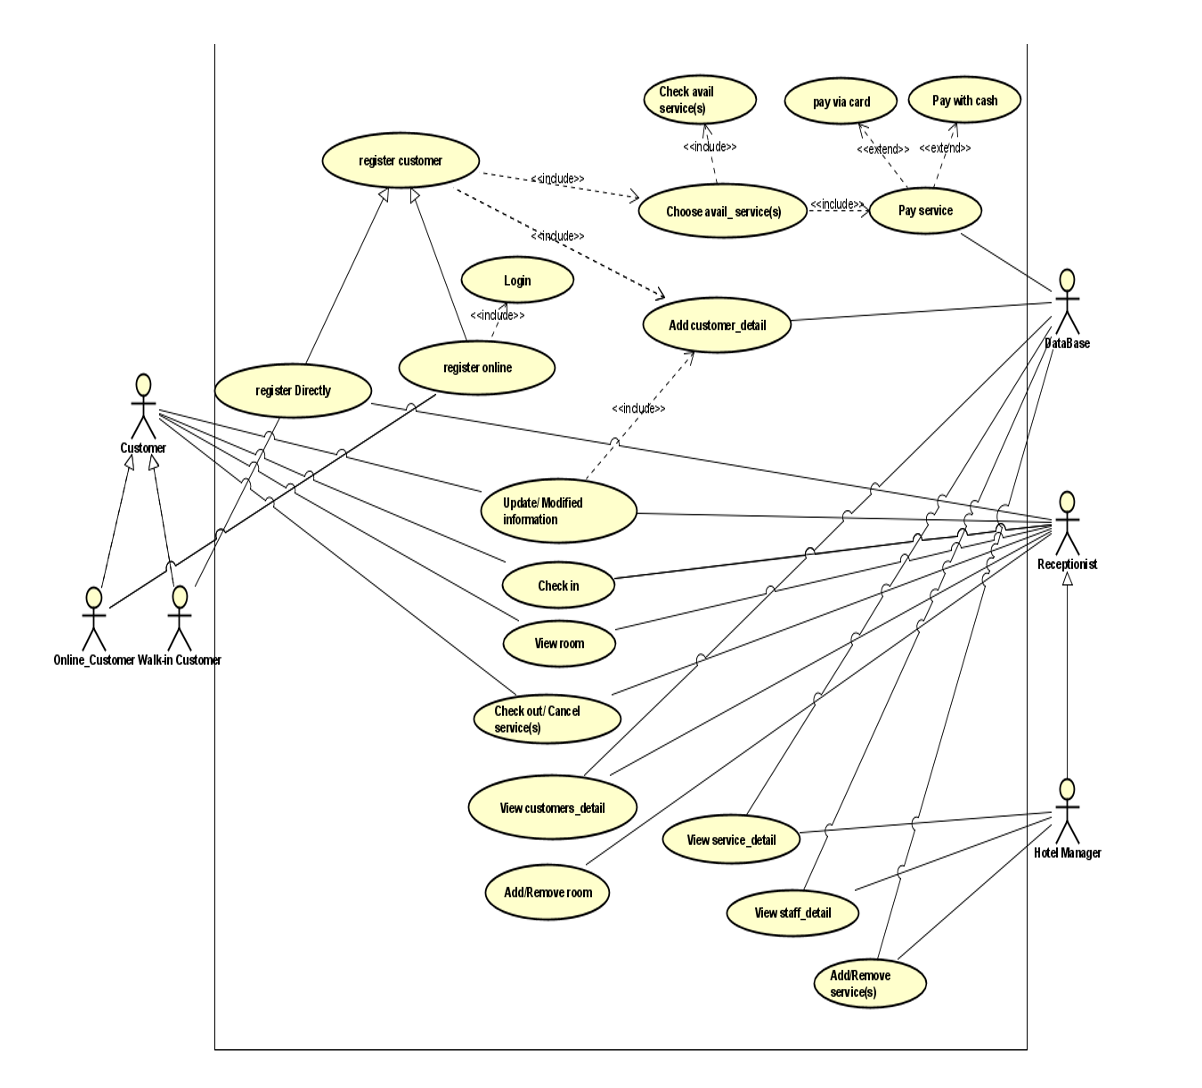 Check avail
service(s)
pay via card
Pay with cash
<<include>>
<<extend>>
<<extend>>
register customer
<<include>>
Choose avail_service(s)
<<include>>
Pay service
<<include>>
Login
<<include>>
Add customer_detail
DataBase
register online
register Directly
<<include>>
Customer
Update/ Modified
information
Receptionist
Check in
View room
Online_Customer
Walk-in Customer
Check out/ Cancel
service(s)
View customers_detail
View service_detail
Hotel Manager
Add/Remove room
View staff_detail
Add/Remove
service(s)